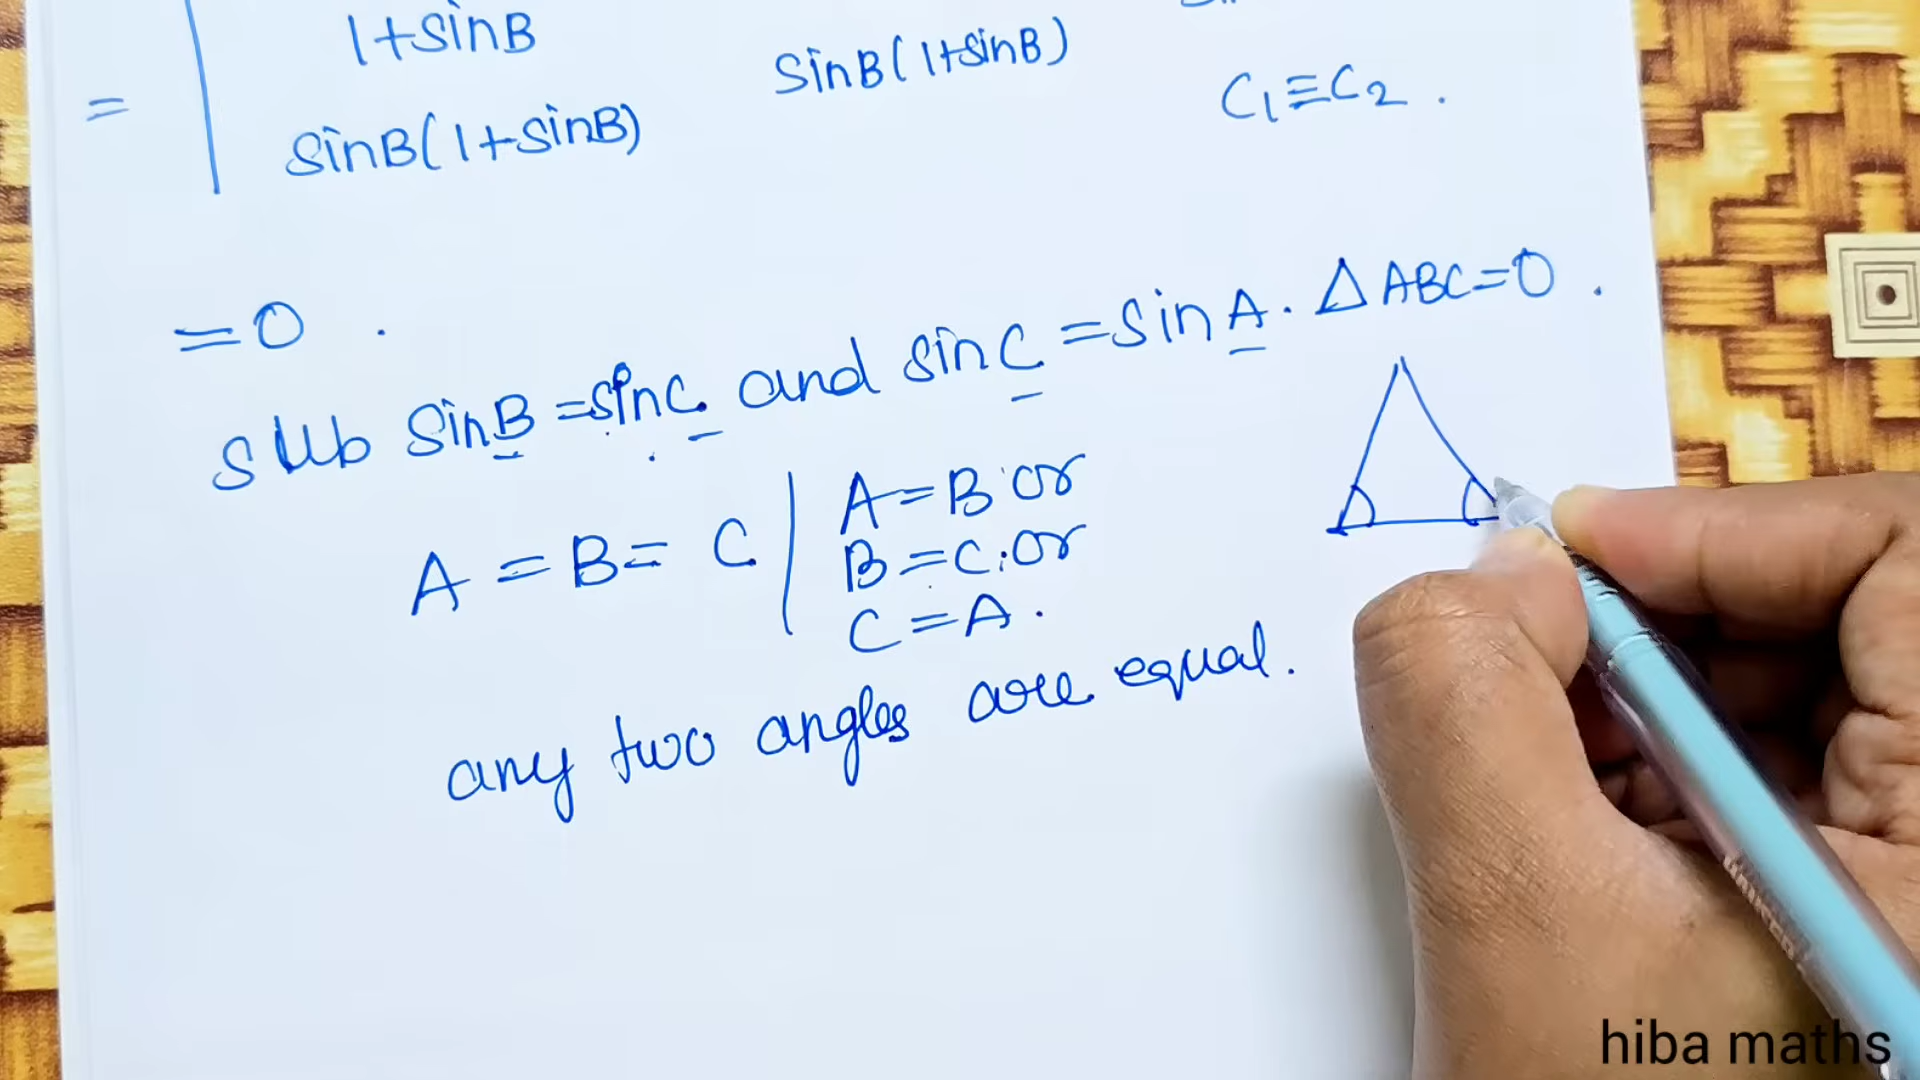 1+sinB
= SinB(1+SinB)
SinB(1+sinB)
C₁≡C₂ .
=0 .
sub SinB =sinC and sinC =sinA. △ABC=0 .
A = B = C | A=B or
B=C. or
C=A.
any two angles are equal.
hiba maths